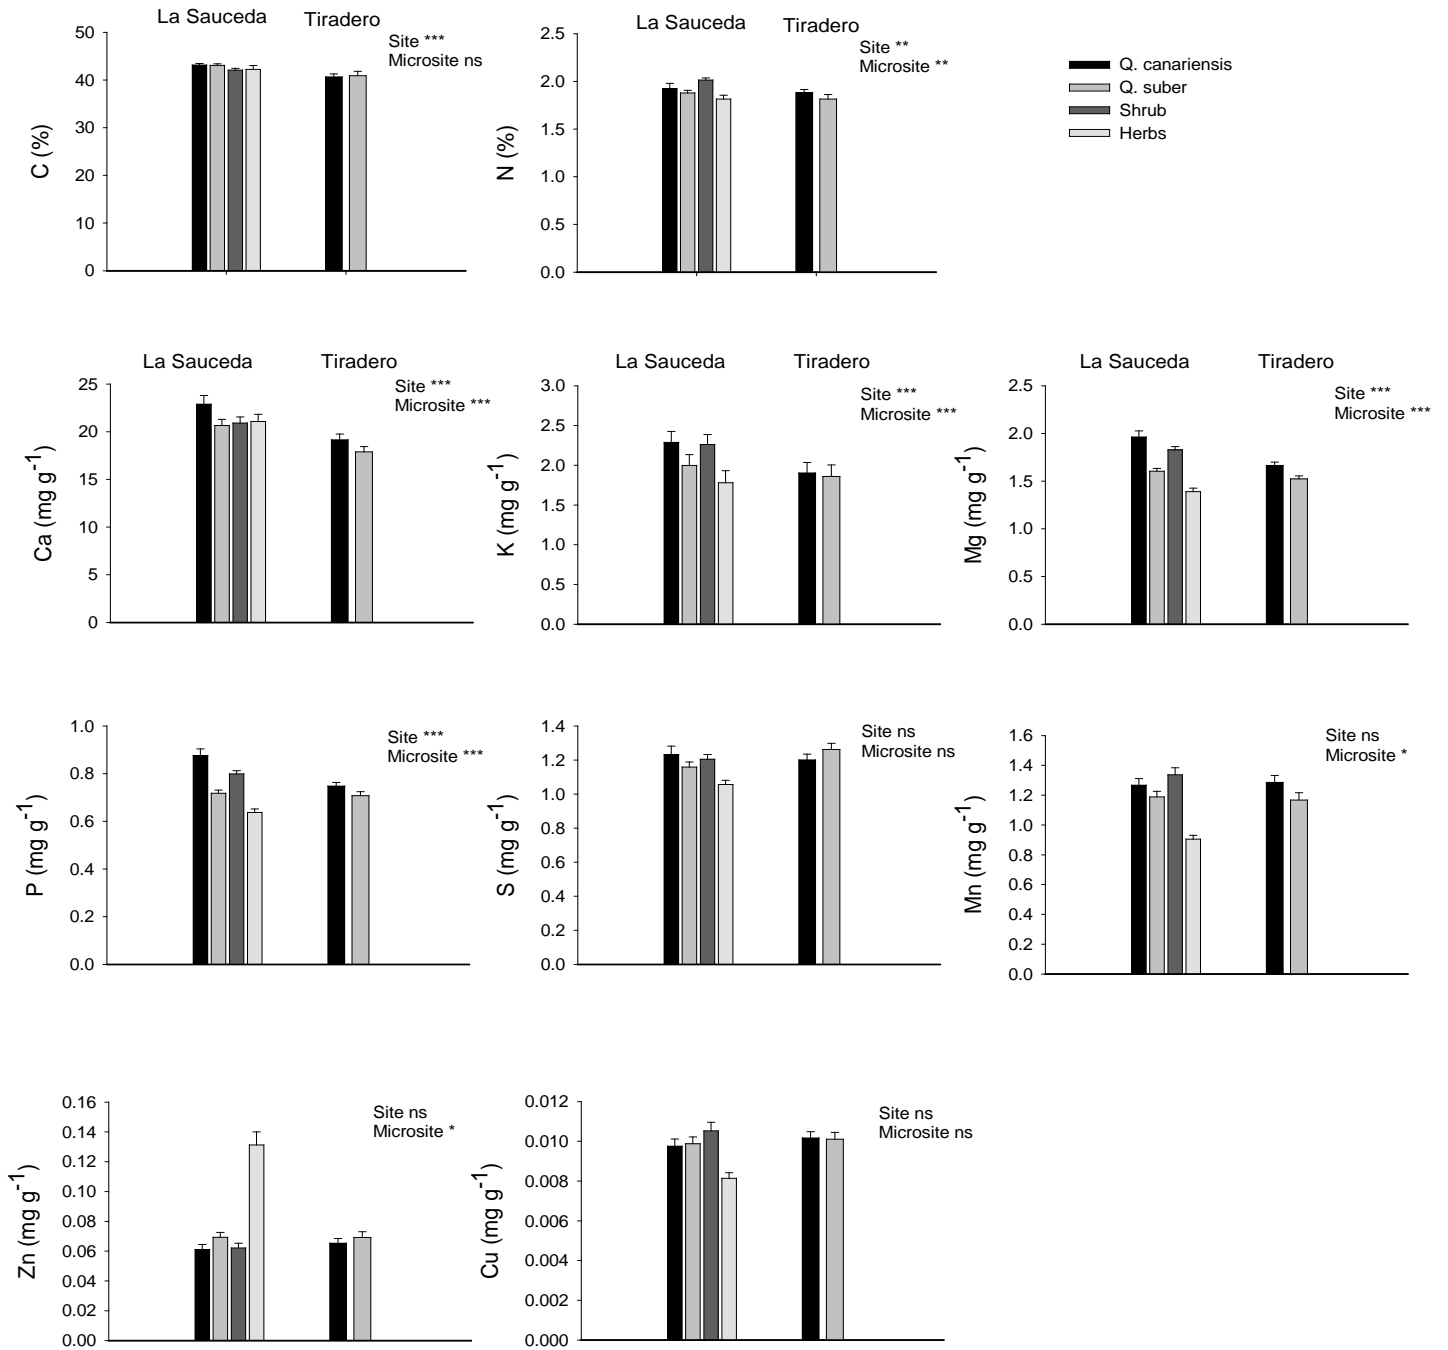 La Sauceda
Tiradero
Site ***
Microsite ns
50
40
30
20
10
0
C (%)
La Sauceda
Tiradero
Site **
Microsite **
2.5
2.0
1.5
1.0
0.5
0.0
N (%)
Q. canariensis
Q. suber
Shrub
Herbs
La Sauceda
Tiradero
Site ***
Microsite ***
25
20
15
10
5
0
Ca (mg g-1)
La Sauceda
Tiradero
Site ***
Microsite ***
3.0
2.5
2.0
1.5
1.0
0.5
0.0
K (mg g-1)
La Sauceda
Tiradero
Site ***
Microsite ***
2.5
2.0
1.5
1.0
0.5
0.0
Mg (mg g-1)
Site ***
Microsite ***
1.0
0.8
0.6
0.4
0.2
0.0
P (mg g-1)
Site ns
Microsite ns
1.4
1.2
1.0
0.8
0.6
0.4
0.2
0.0
S (mg g-1)
Site ns
Microsite *
1.6
1.4
1.2
1.0
0.8
0.6
0.4
0.2
0.0
Mn (mg g-1)
Site ns
Microsite *
0.16
0.14
0.12
0.10
0.08
0.06
0.04
0.02
0.00
Zn (mg g-1)
Site ns
Microsite ns
0.012
0.010
0.008
0.006
0.004
0.002
0.000
Cu (mg g-1)